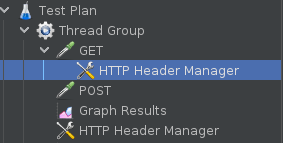 Test Plan
Thread Group
GET
HTTP Header Manager
POST
Graph Results
HTTP Header Manager